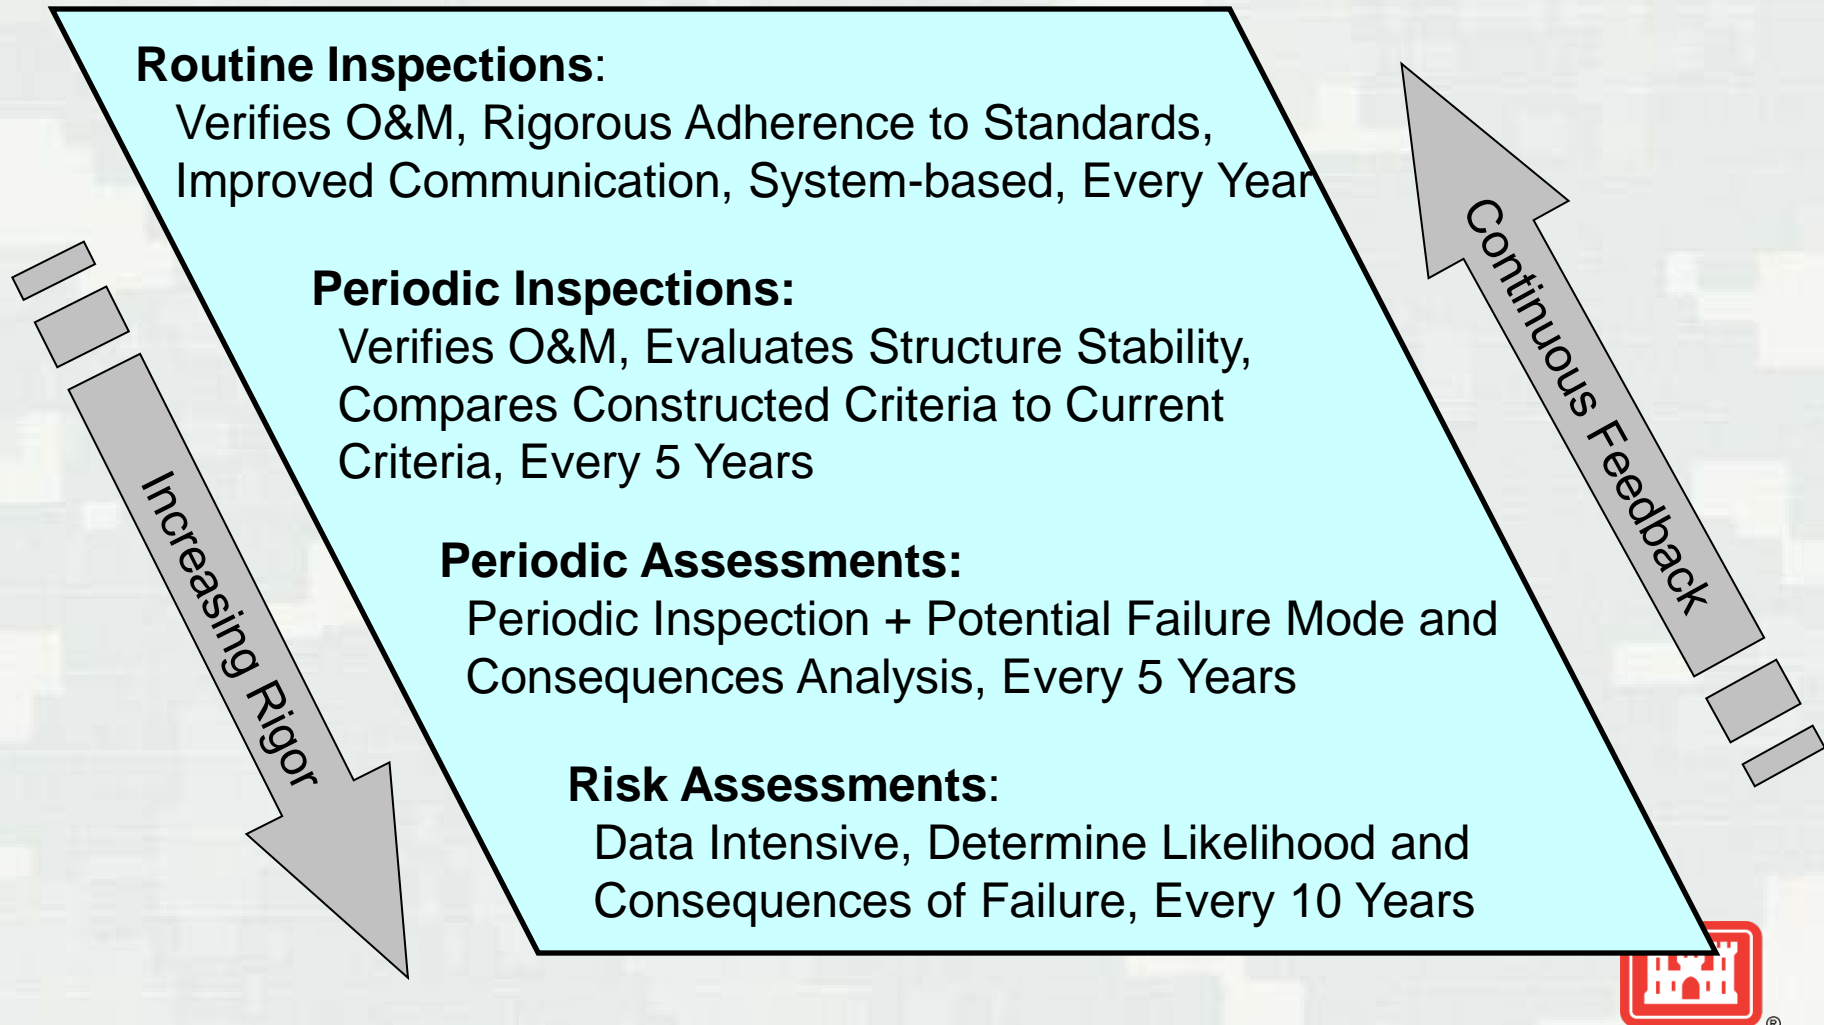 Routine Inspections:
Verifies O&M, Rigorous Adherence to Standards,
Improved Communication, System-based, Every Year
Periodic Inspections:
Verifies O&M, Evaluates Structure Stability,
Compares Constructed Criteria to Current
Criteria, Every 5 Years
Periodic Assessments:
Periodic Inspection + Potential Failure Mode and
Consequences Analysis, Every 5 Years
Risk Assessments:
Data Intensive, Determine Likelihood and
Consequences of Failure, Every 10 Years
Increasing Rigor
Continuous Feedback
®